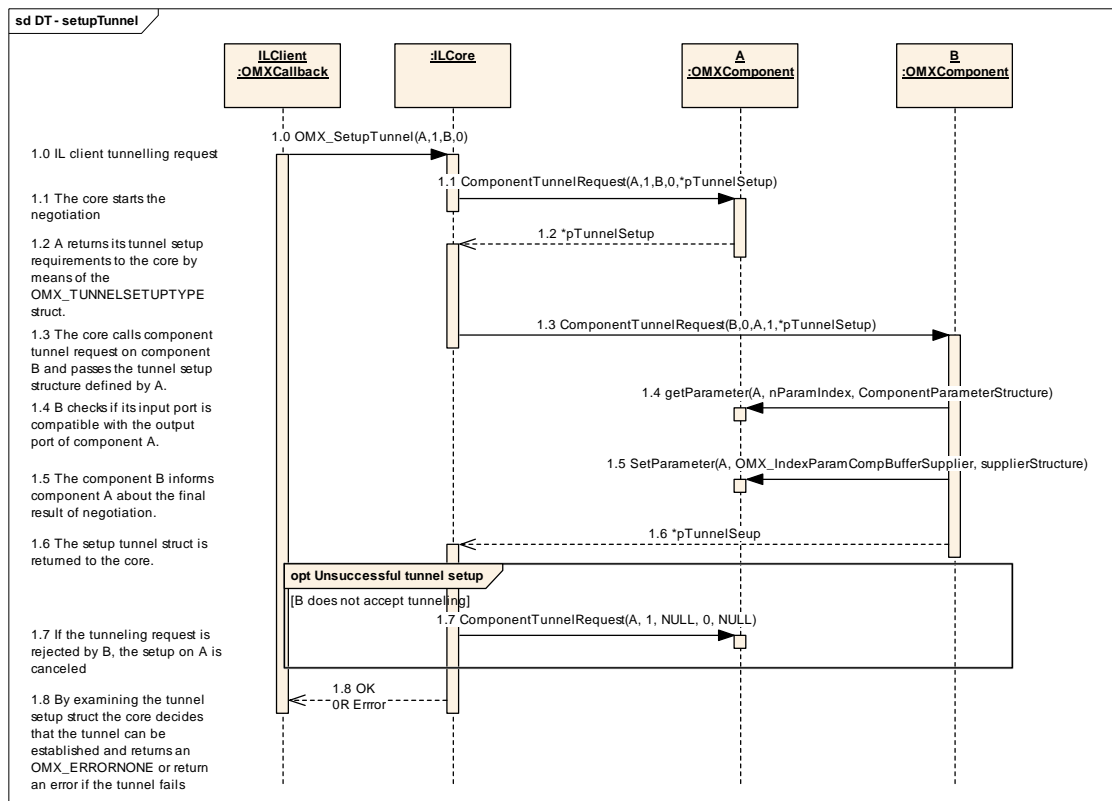 sd DT - setupTunnel
ILClient
:OMXCallback
:ILCore
A
:OMXComponent
B
:OMXComponent
1.0 OMX_SetupTunnel(A,1,B,0)
1.0 IL client tunnelling request
1.1 ComponentTunnelRequest(A,1,B,0,*pTunnelSetup)
1.1 The core starts the
negotiation
1.2 *pTunnelSetup
1.2 A returns its tunnel setup
requirements to the core by
means of the
OMX_TUNNELSETUPTYPE
struct.
1.3 ComponentTunnelRequest(B,0,A,1,*pTunnelSetup)
1.3 The core calls component
tunnel request on component
B and passes the tunnel setup
structure defined by A.
1.4 getParameter(A, nParamIndex, ComponentParameterStructure)
1.4 B checks if its input port is
compatible with the output
port of component A.
1.5 SetParameter(A, OMX_IndexParamCompBufferSupplier, supplierStructure)
1.5 The component B informs
component A about the final
result of negotiation.
1.6 *pTunnelSeup
1.6 The setup tunnel struct is
returned to the core.
opt Unsuccessful tunnel setup
[B does not accept tunneling]
1.7 ComponentTunnelRequest(A, 1, NULL, 0, NULL)
1.7 If the tunneling request is
rejected by B, the setup on A is
canceled
1.8 OK
0R Errror
1.8 By examining the tunnel
setup struct the core decides
that the tunnel can be
established and returns an
OMX_ERRORNONE or return
an error if the tunnel fails